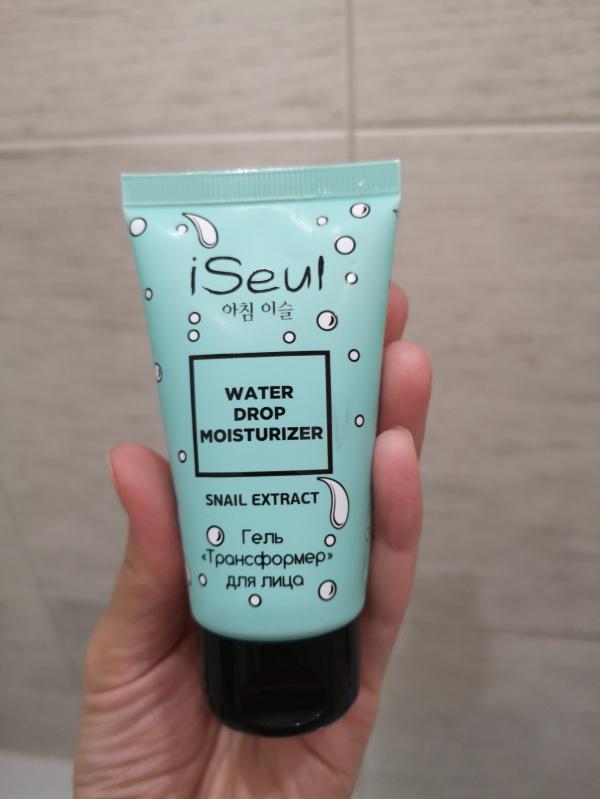 iSeul
아침 이슬
WATER
DROP
MOISTURIZER
SNAIL EXTRACT
Гель
«Трансформер»
для лица